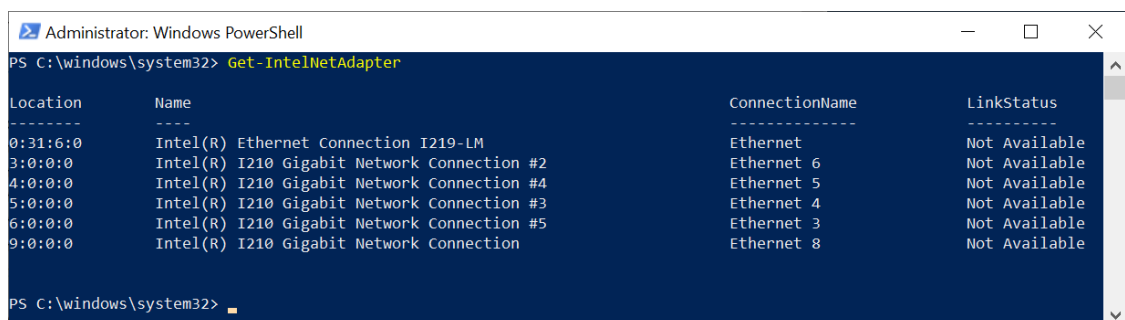 Administrator: Windows PowerShell
PS C:\windows\system32> Get-IntelNetAdapter
Location Name ConnectionName LinkStatus
-------- ---- -------------- ----------
0:31:6:0 Intel(R) Ethernet Connection I219-LM Ethernet Not Available
3:0:0:0 Intel(R) I210 Gigabit Network Connection #2 Ethernet 6 Not Available
4:0:0:0 Intel(R) I210 Gigabit Network Connection #4 Ethernet 5 Not Available
5:0:0:0 Intel(R) I210 Gigabit Network Connection #3 Ethernet 4 Not Available
6:0:0:0 Intel(R) I210 Gigabit Network Connection #5 Ethernet 3 Not Available
9:0:0:0 Intel(R) I210 Gigabit Network Connection Ethernet 8 Not Available
PS C:\windows\system32>